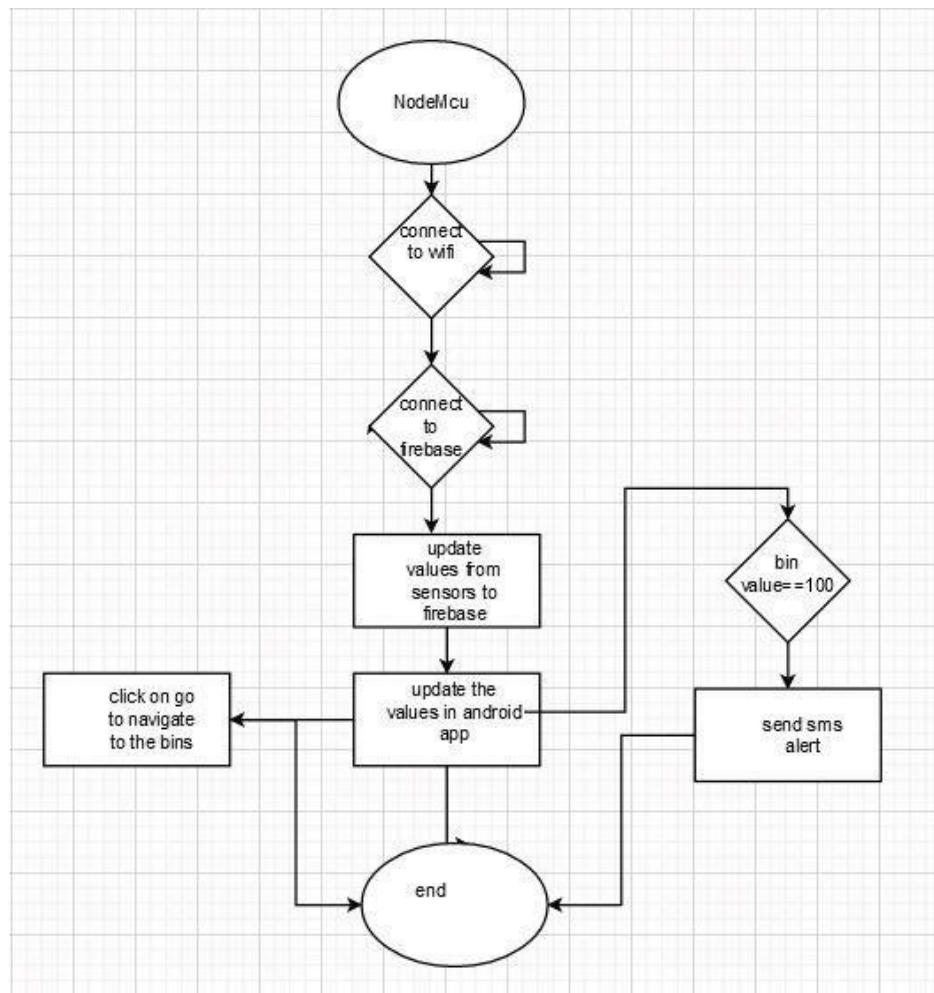 NodeMcu
connect
to wifi
connect
to
firebase
update
values from
sensors to
firebase
bin
value==100
click on go
to navigate
to the bins
update the
values in android
app
send sms
alert
end